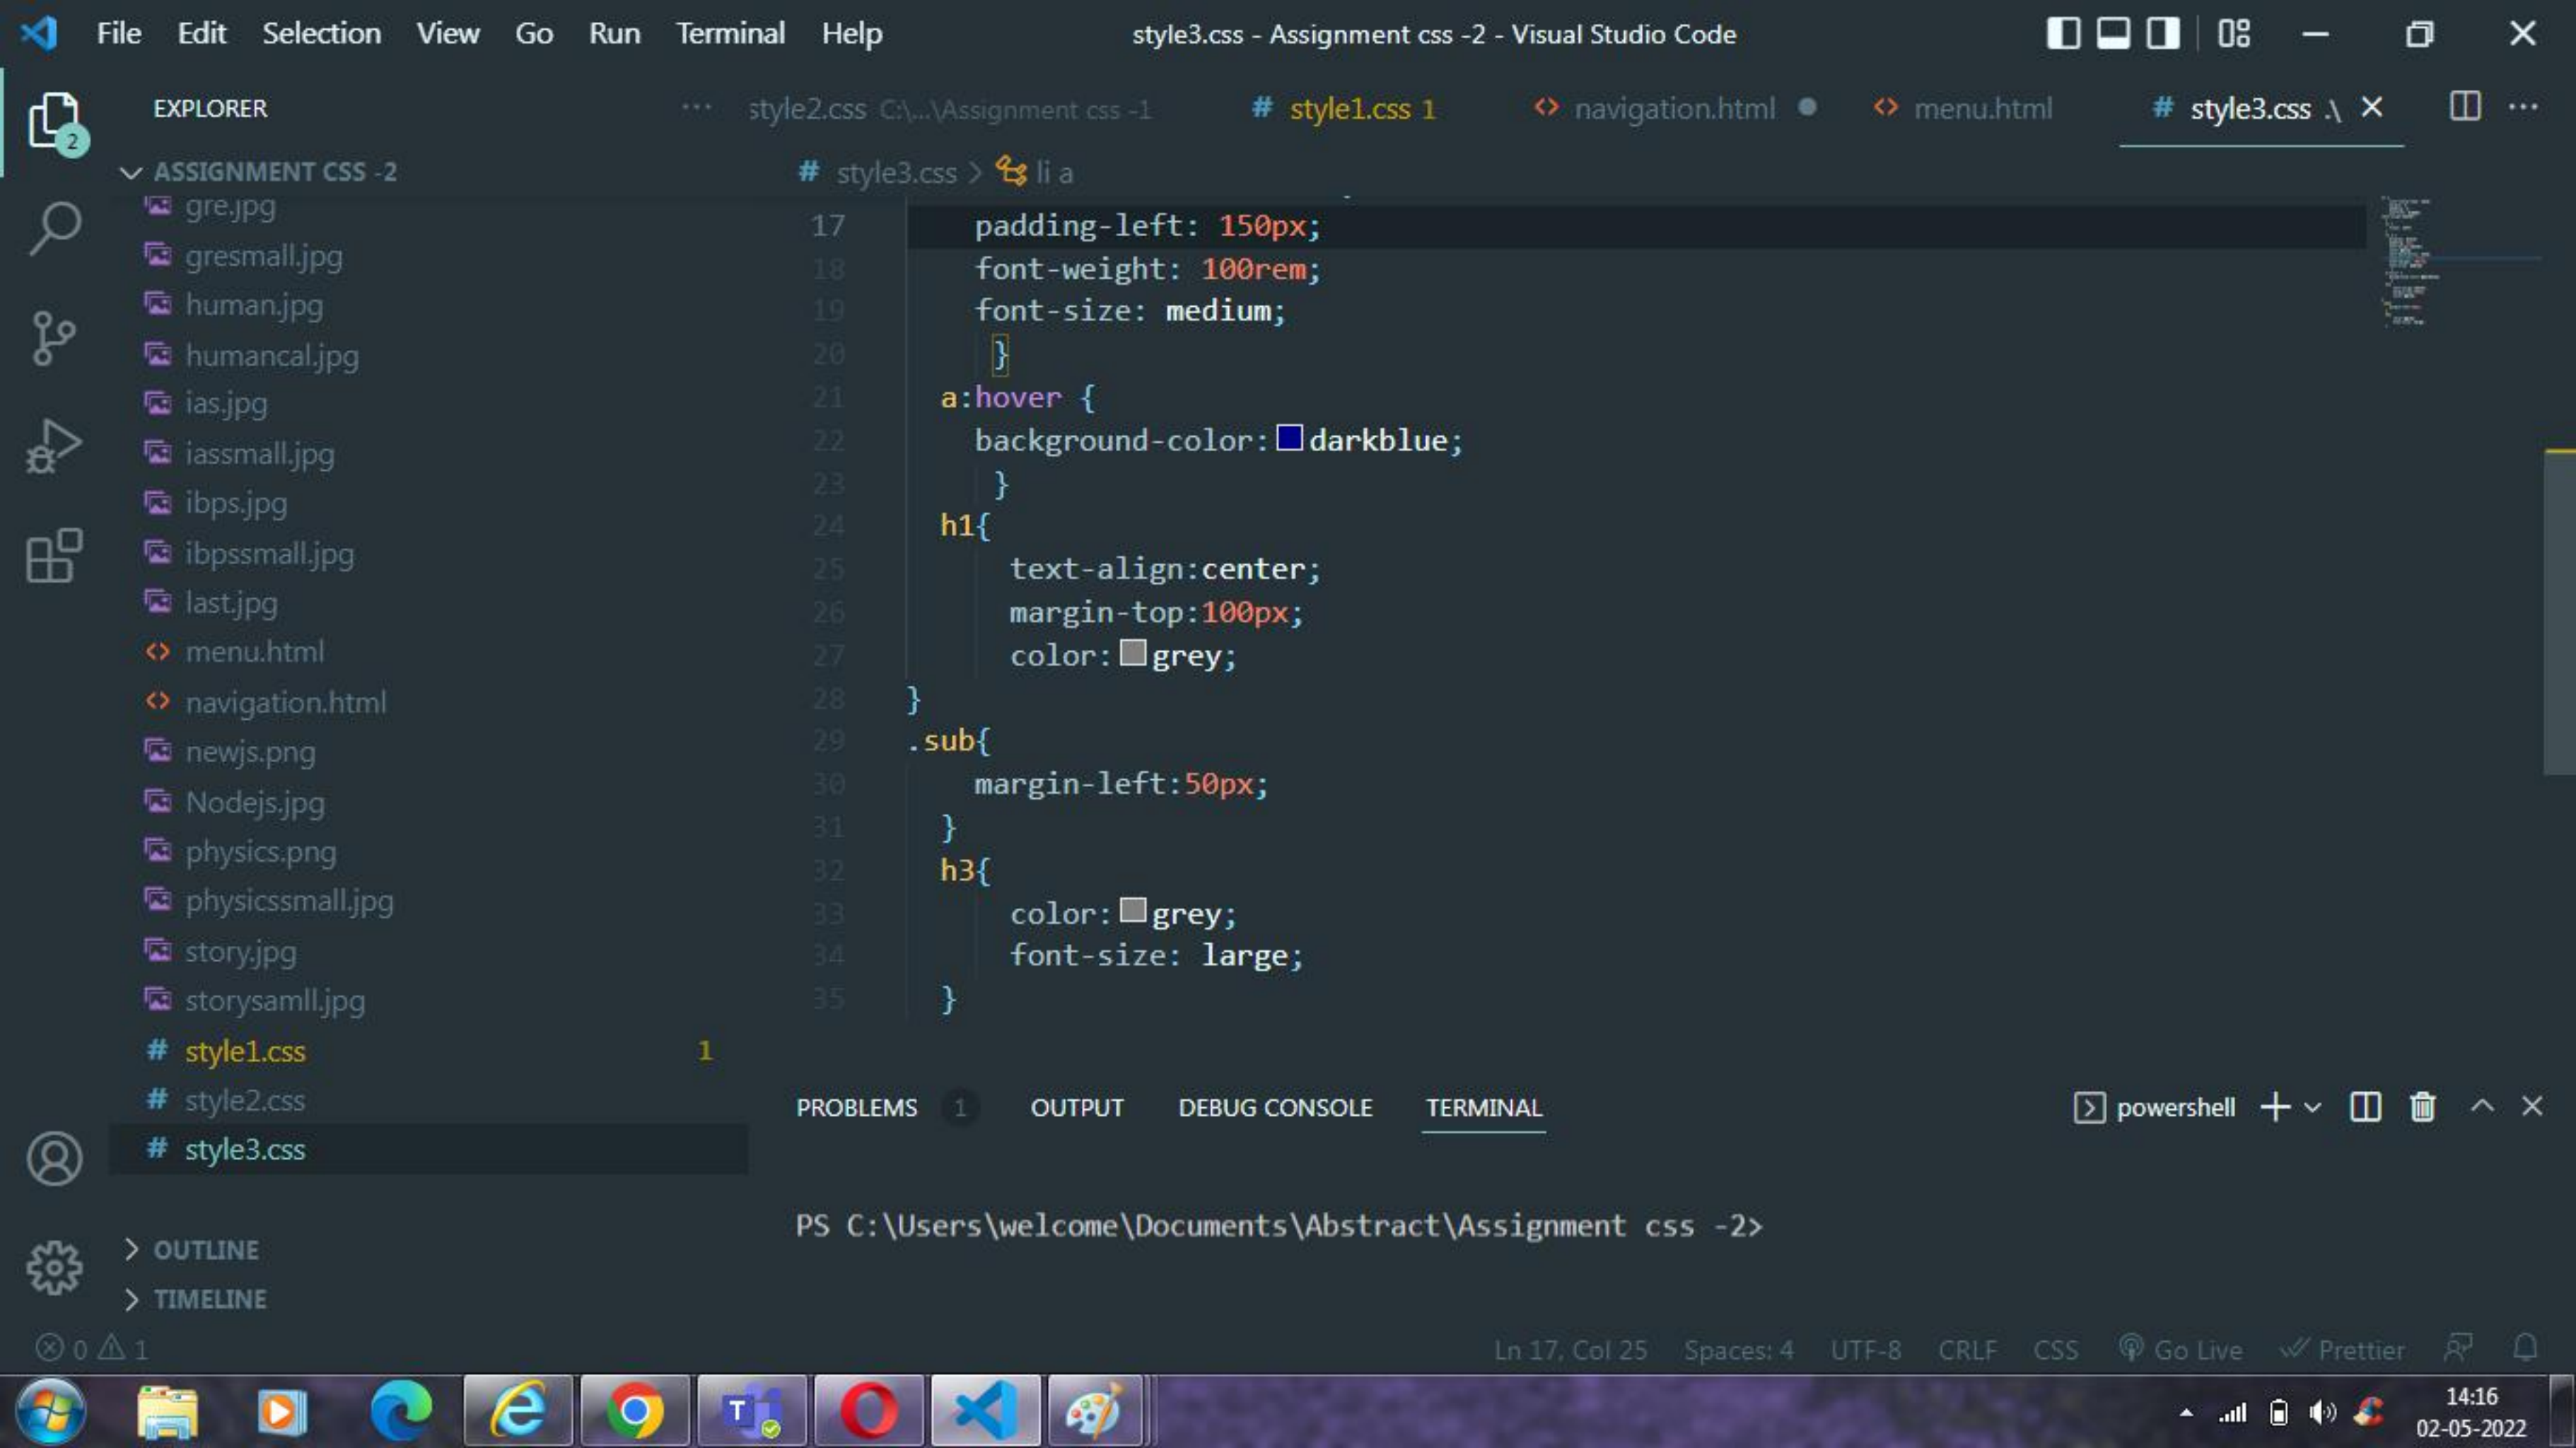 File Edit Selection View Go Run Terminal Help
style3.css - Assignment css -2 - Visual Studio Code
EXPLORER
style2.css C:\...\Assignment css -1
style1.css 1
navigation.html
menu.html
style3.css .\
2
ASSIGNMENT CSS -2
gre.jpg
gresmall.jpg
human.jpg
humancal.jpg
ias.jpg
iassmall.jpg
ibps.jpg
ibpssmall.jpg
last.jpg
menu.html
navigation.html
newjs.png
Nodejs.jpg
physics.png
physicssmall.jpg
story.jpg
storysamll.jpg
style1.css 1
style2.css
style3.css
OUTLINE
TIMELINE
# style3.css > li a
17 padding-left: 150px;
18 font-weight: 100rem;
19 font-size: medium;
20 }
21 a:hover {
22 background-color: darkblue;
23 }
24 h1{
25 text-align:center;
26 margin-top:100px;
27 color: grey;
28 }
29 .sub{
30 margin-left:50px;
31 }
32 h3{
33 color: grey;
34 font-size: large;
35 }
PROBLEMS 1 OUTPUT DEBUG CONSOLE TERMINAL
powershell
PS C:\Users\welcome\Documents\Abstract\Assignment css -2>
0 1
Ln 17, Col 25 Spaces: 4 UTF-8 CRLF CSS Go Live Prettier
14:16
02-05-2022